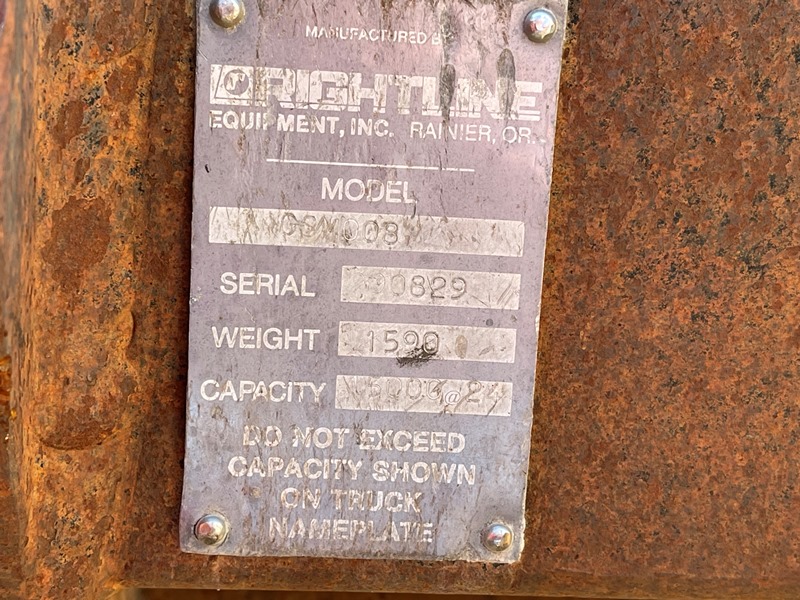 MANUFACTURED BY
RIGHTLINE
EQUIPMENT, INC. RAINIER, OR.
MODEL
SERIAL
WEIGHT 1590
CAPACITY
DO NOT EXCEED
CAPACITY SHOWN
ON TRUCK
NAMEPLATE